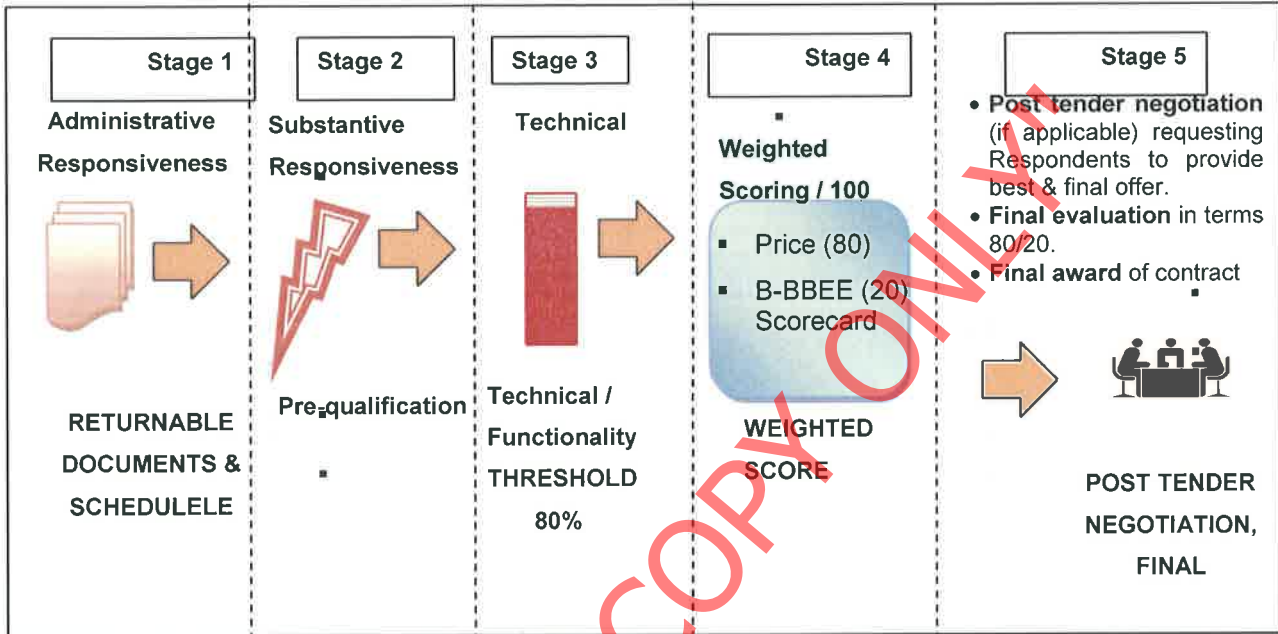 Stage 1
Administrative
Responsiveness
RETURNABLE
DOCUMENTS &
SCHEDULELE
Stage 2
Substantive
Responsiveness
Pre-qualification
Stage 3
Technical
Technical /
Functionality
THRESHOLD
80%
Stage 4
Weighted
Scoring / 100
▪ Price (80)
▪ B-BBEE (20)
Scorecard
WEIGHTED
SCORE
Stage 5
• Post tender negotiation
(if applicable) requesting
Respondents to provide
best & final offer.
• Final evaluation in terms
80/20.
• Final award of contract
POST TENDER
NEGOTIATION,
FINAL
COPY ONLY"